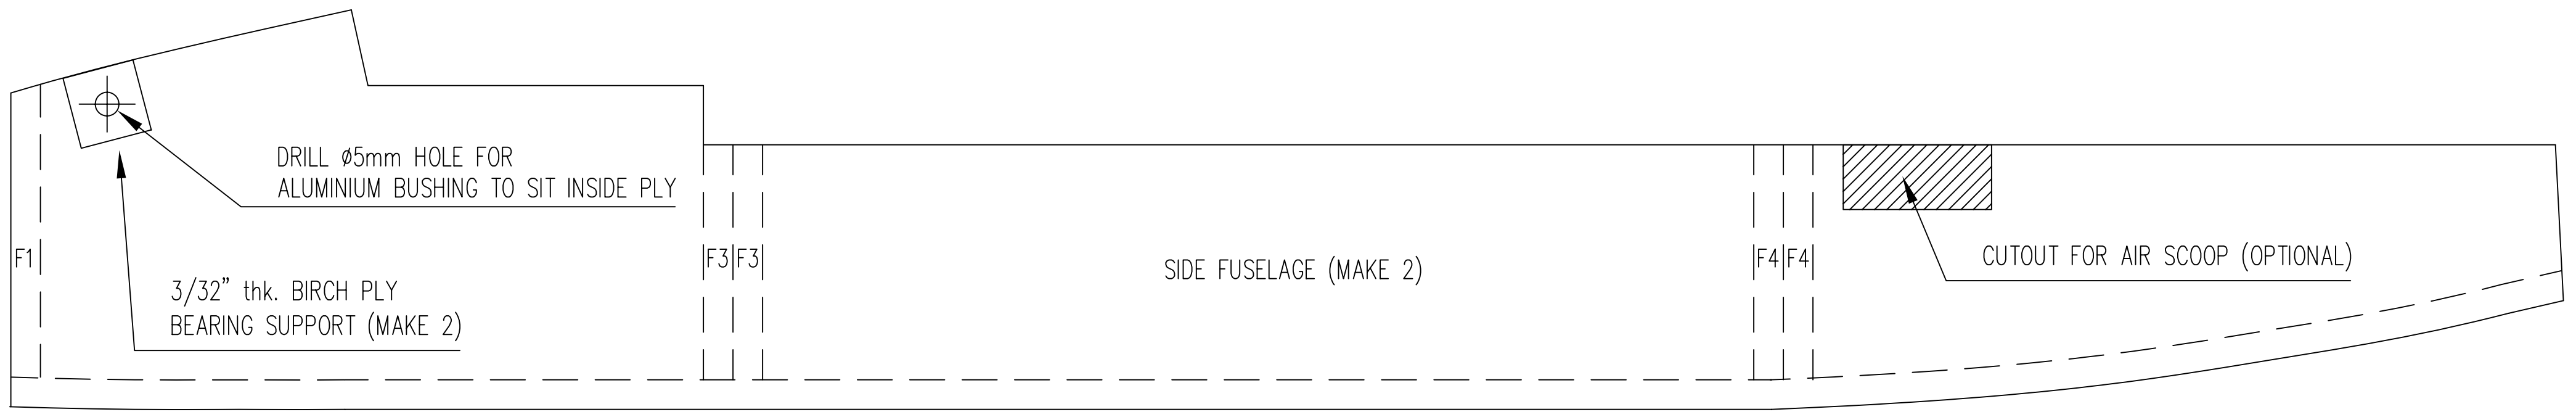 DRILL ø5mm HOLE FOR
ALUMINIUM BUSHING TO SIT INSIDE PLY
F1
3/32” thk. BIRCH PLY
BEARING SUPPORT (MAKE 2)
F3 F3
SIDE FUSELAGE (MAKE 2)
F4 F4
CUTOUT FOR AIR SCOOP (OPTIONAL)